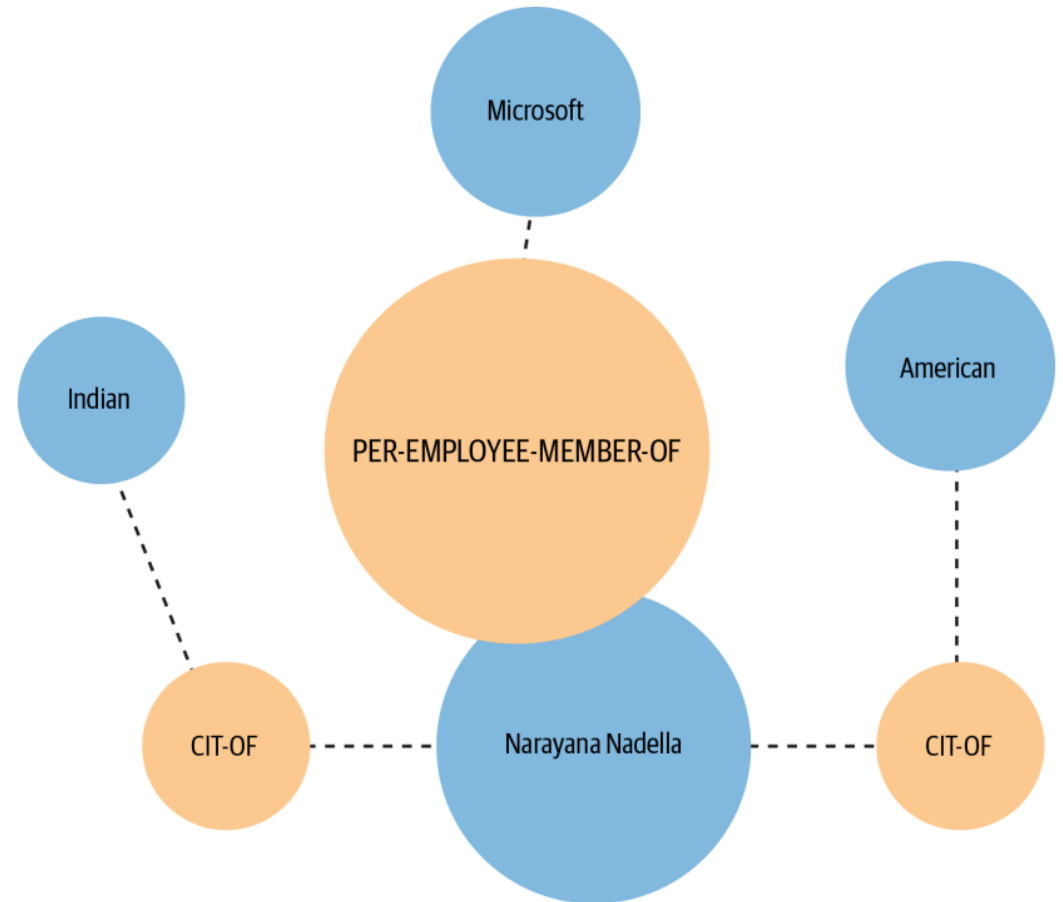 Microsoft
American
Indian
PER-EMPLOYEE-MEMBER-OF
CIT-OF
Narayana Nadella
CIT-OF